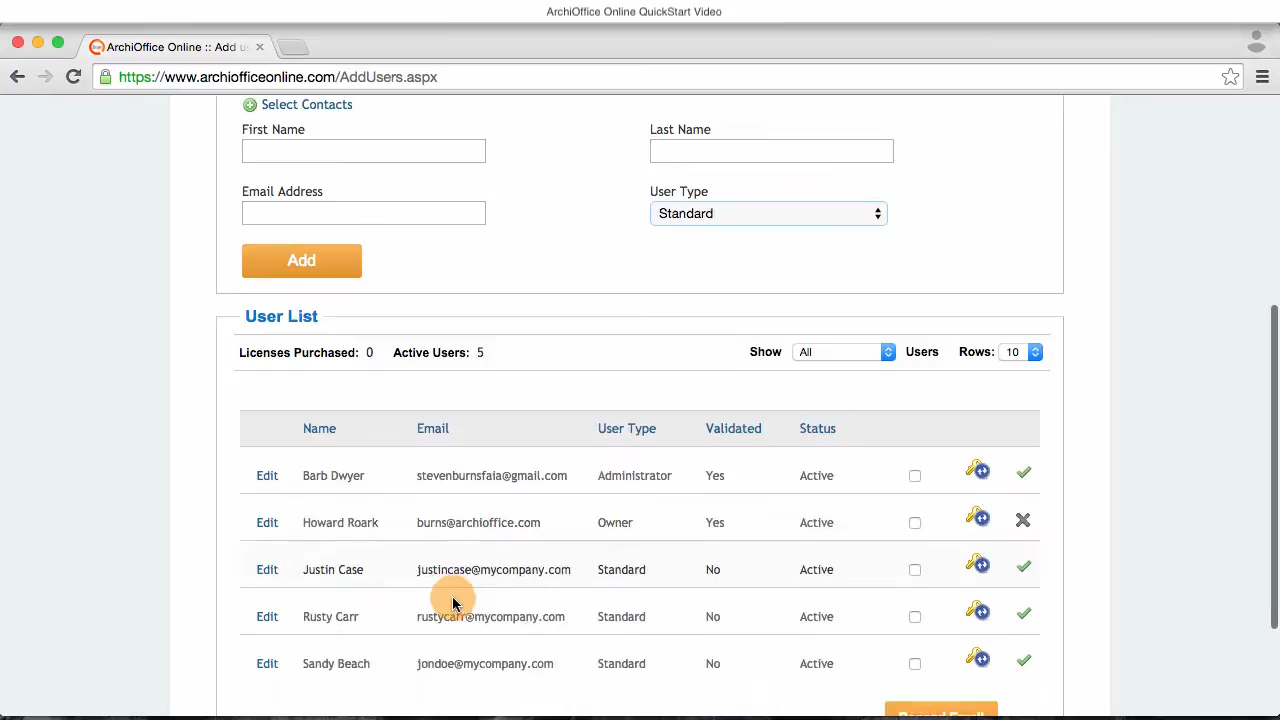 ArchiOffice Online QuickStart Video
ArchiOffice Online :: Add u
https://www.archiofficeonline.com/AddUsers.aspx
Select Contacts
First Name Last Name
Email Address User Type
Standard
Add
User List
Licenses Purchased: 0 Active Users: 5 Show All Users Rows: 10
Name Email User Type Validated Status
Edit Barb Dwyer stevenburnsfaia@gmail.com Administrator Yes Active
Edit Howard Roark burns@archioffice.com Owner Yes Active
Edit Justin Case justincase@mycompany.com Standard No Active
Edit Rusty Carr rustycarr@mycompany.com Standard No Active
Edit Sandy Beach jondoe@mycompany.com Standard No Active